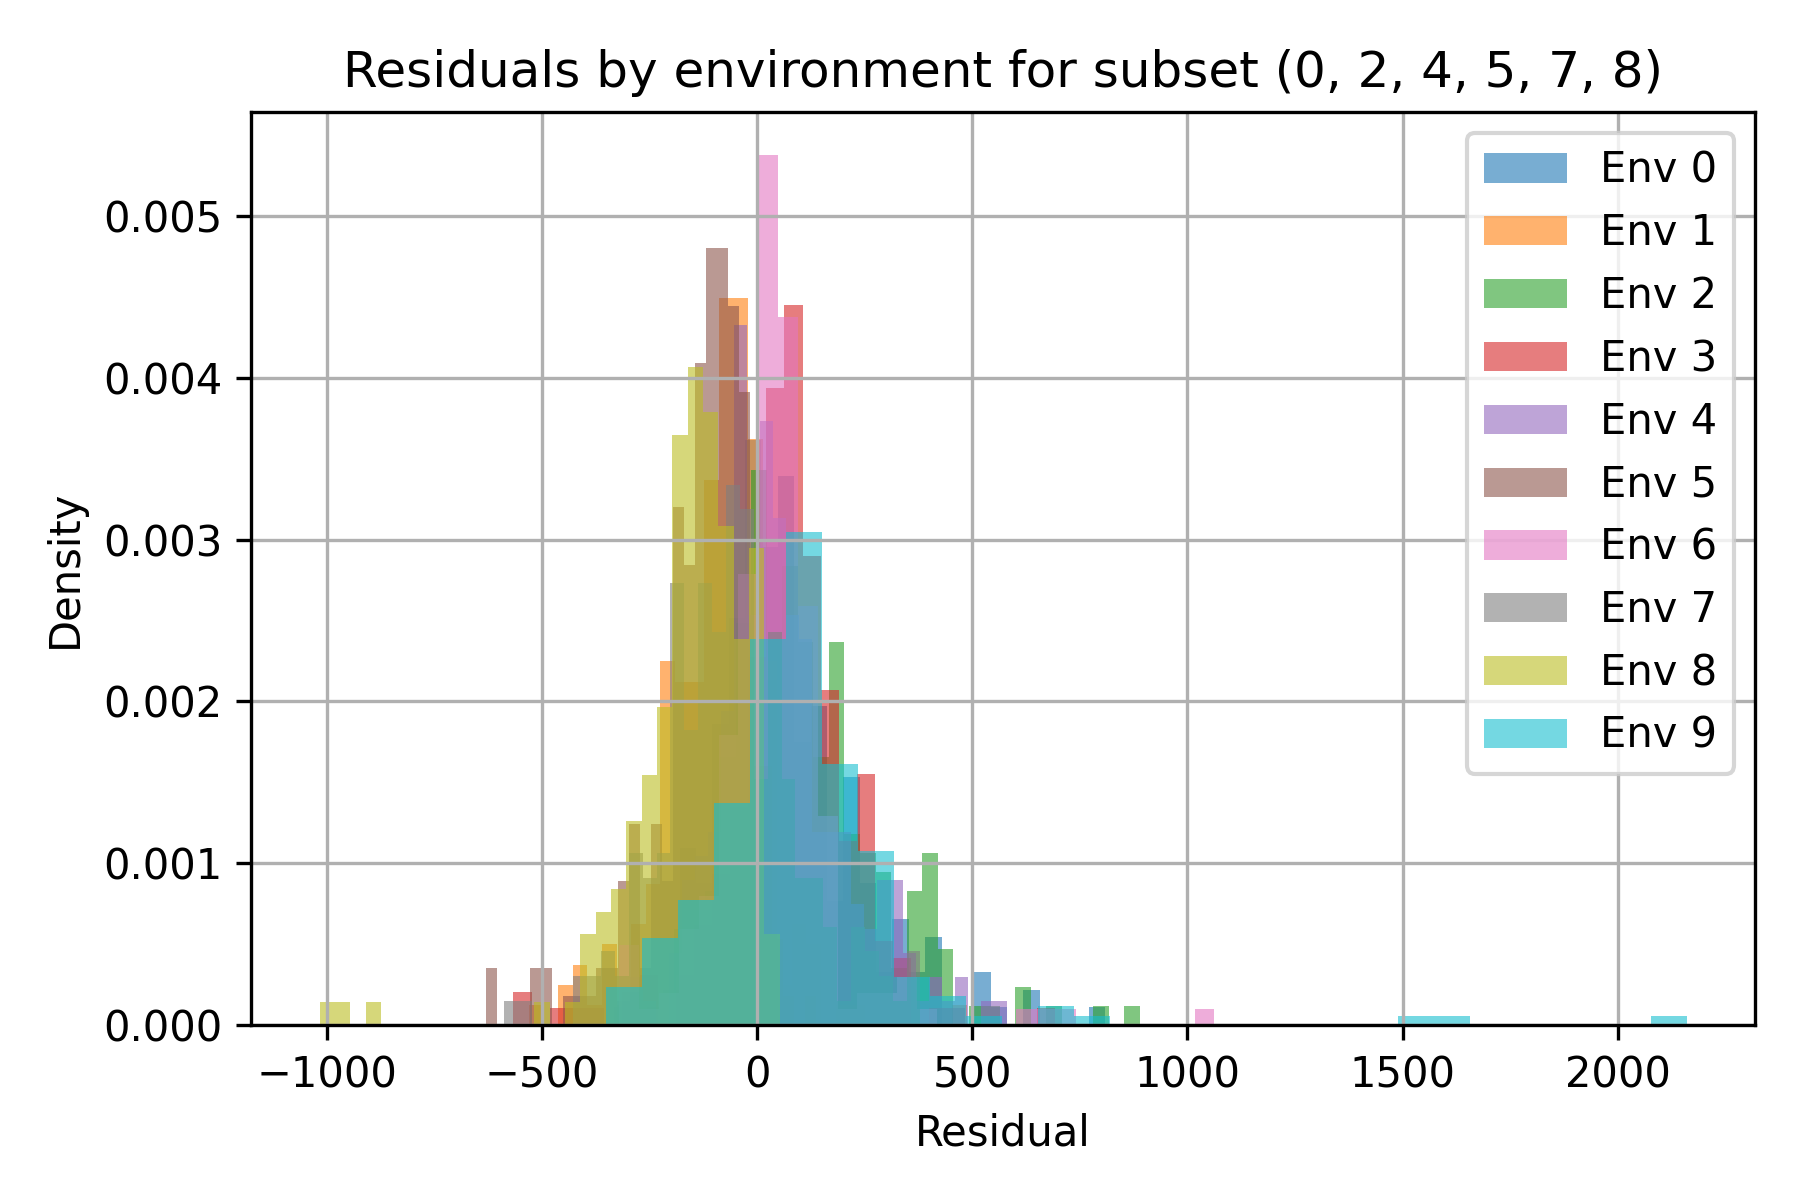 Residuals by environment for subset (0, 2, 4, 5, 7, 8)
Density
0.005
0.004
0.003
0.002
0.001
0.000
−1000
−500
0
500
1000
1500
2000
Residual
Env 0
Env 1
Env 2
Env 3
Env 4
Env 5
Env 6
Env 7
Env 8
Env 9